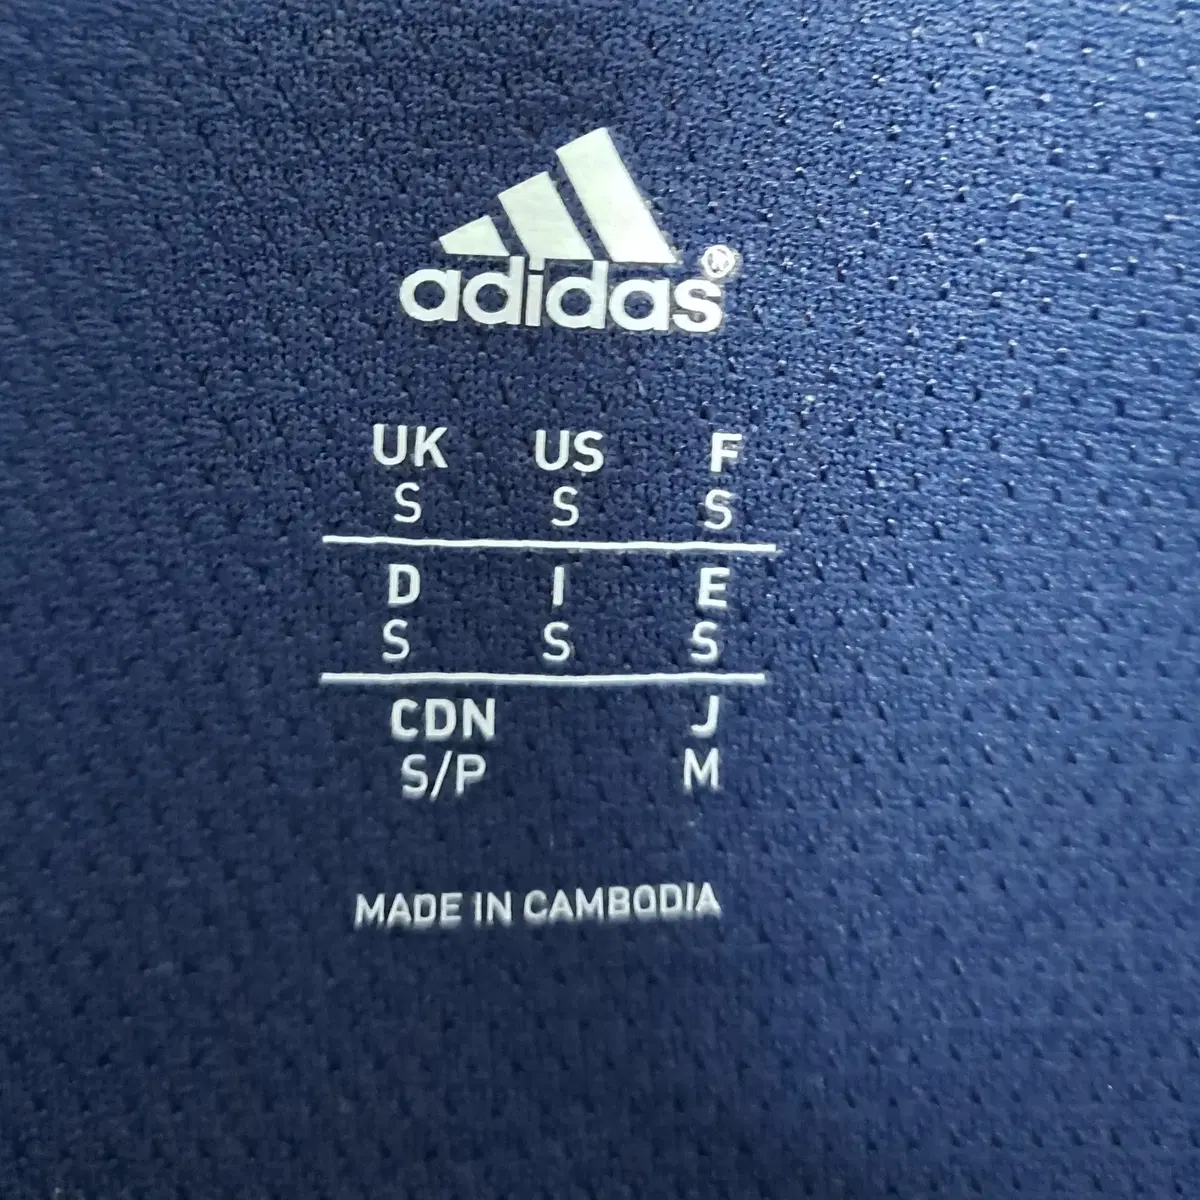 adidas®
UK US F
S S S
D I E
S S S
CDN J
S/P M
MADE IN CAMBODIA